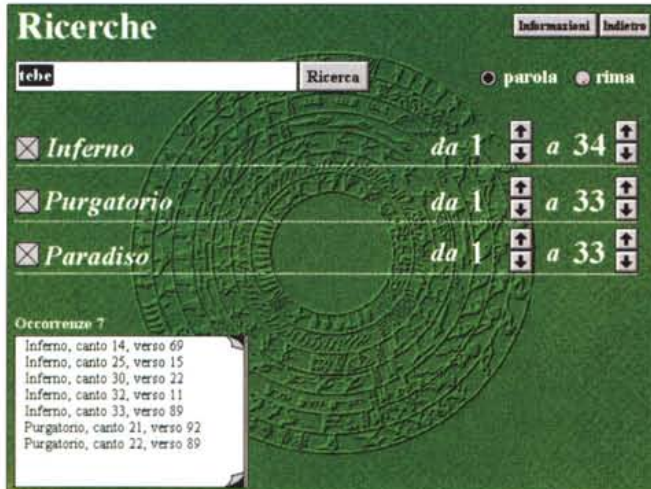 Ricerche
Informazioni Indietro
tebe Ricerca parola rima
Inferno da 1 a 34
Purgatorio da 1 a 33
Paradiso da 1 a 33
Occorrenze 7
Inferno, canto 14, verso 69
Inferno, canto 25, verso 15
Inferno, canto 30, verso 22
Inferno, canto 32, verso 11
Inferno, canto 33, verso 89
Purgatorio, canto 21, verso 92
Purgatorio, canto 22, verso 89